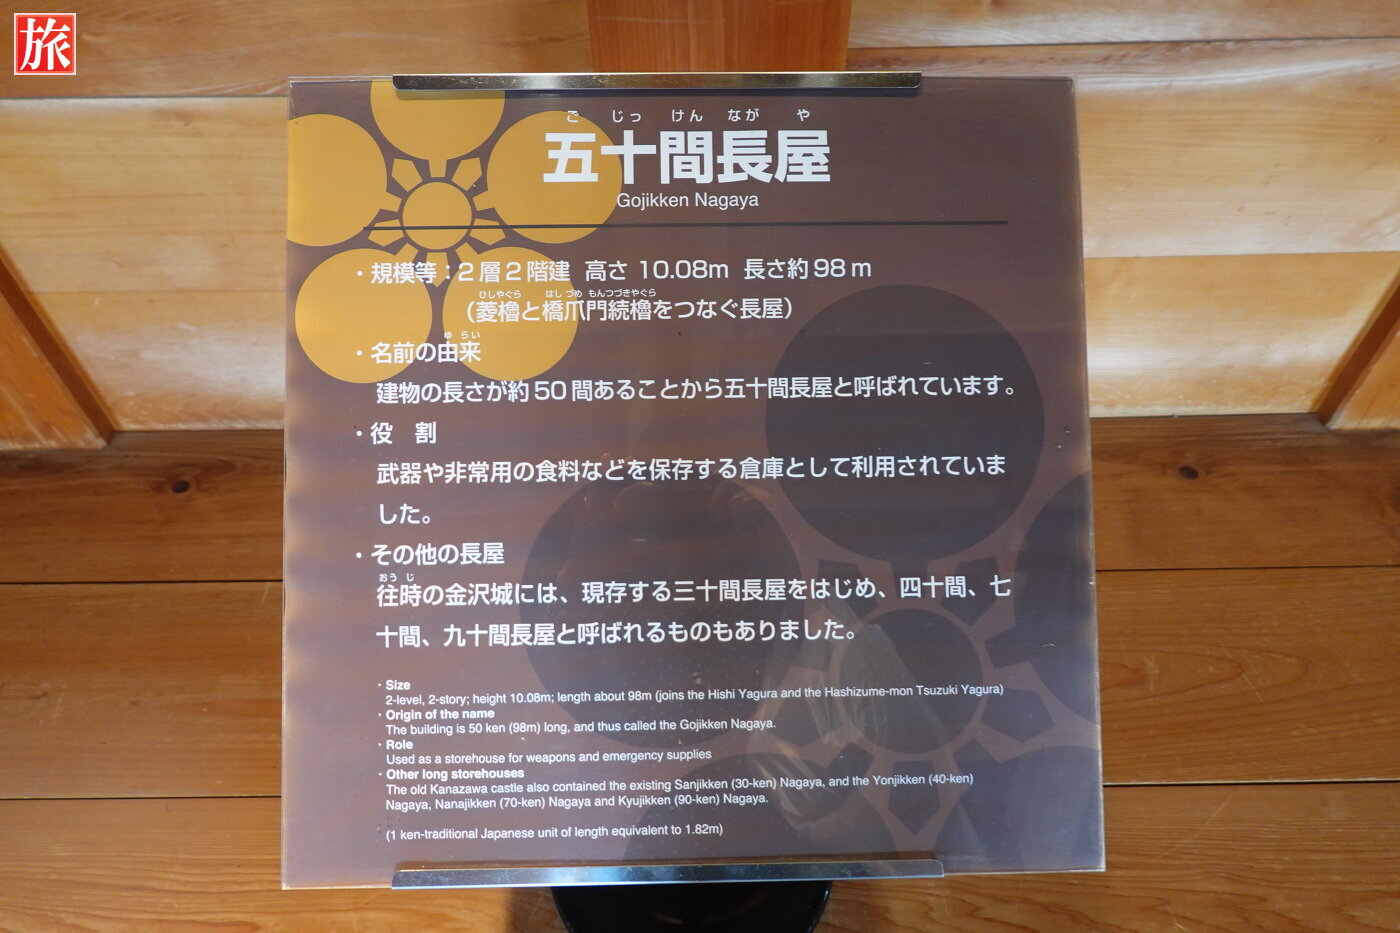 旅
ご じっ けん なが や
五十間長屋
Gojikken Nagaya
・規模等：2層2階建 高さ 10.08m 長さ約98m
ひしやぐら はし づめ もんつづきやぐら
（菱櫓と橋爪門続櫓をつなぐ長屋）
ゆ らい
・名前の由来
建物の長さが約50間あることから五十間長屋と呼ばれています。
・役 割
武器や非常用の食料などを保存する倉庫として利用されていま
した。
・その他の長屋
おう じ
往時の金沢城には、現存する三十間長屋をはじめ、四十間、七
十間、九十間長屋と呼ばれるものもありました。
・Size
2-level, 2-story; height 10.08m; length about 98m (joins the Hishi Yagura and the Hashizume-mon Tsuzuki Yagura)
・Origin of the name
The building is 50 ken (98m) long, and thus called the Gojikken Nagaya.
・Role
Used as a storehouse for weapons and emergency supplies
・Other long storehouses
The old Kanazawa castle also contained the existing Sanjikken (30-ken) Nagaya, and the Yonjikken (40-ken)
Nagaya, Nanajikken (70-ken) Nagaya and Kyujikken (90-ken) Nagaya.
(1 ken-traditional Japanese unit of length equivalent to 1.82m)